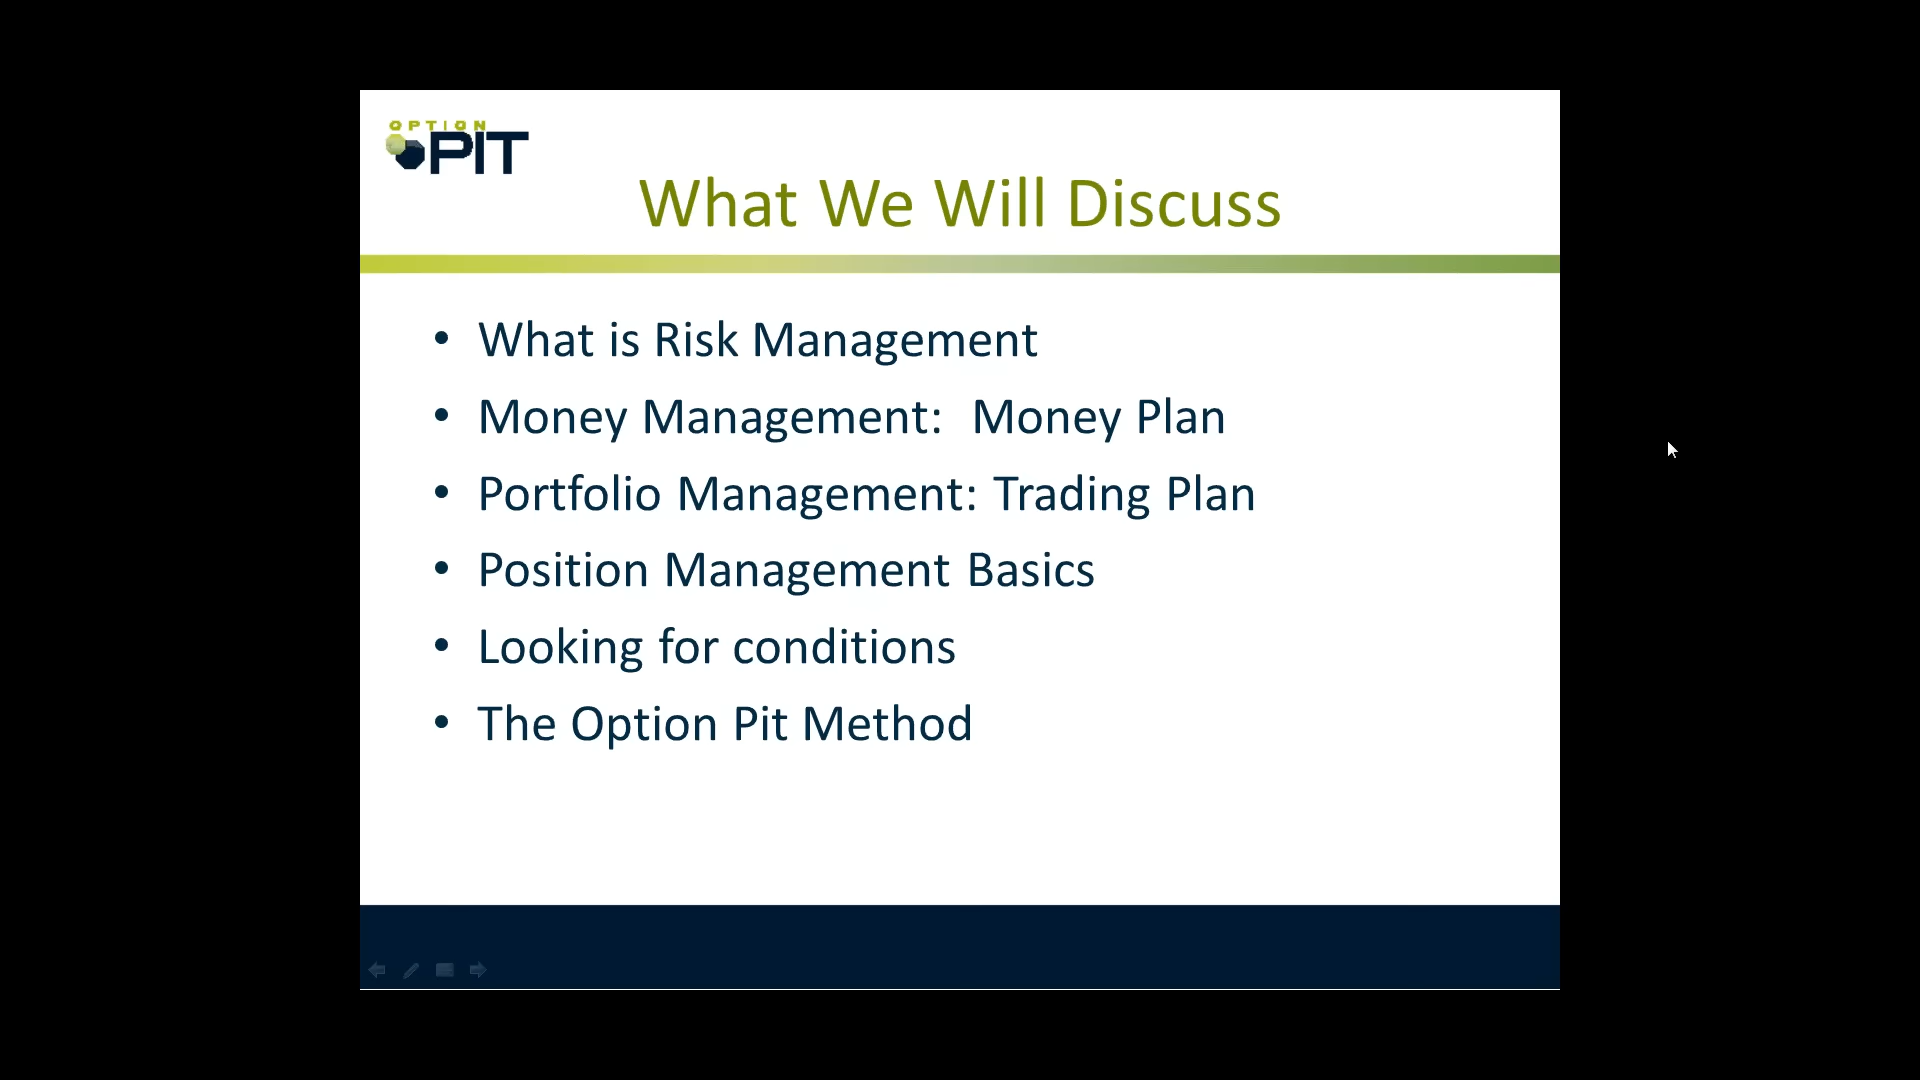 OPTION
PIT
What We Will Discuss
• What is Risk Management
• Money Management:  Money Plan
• Portfolio Management: Trading Plan
• Position Management Basics
• Looking for conditions
• The Option Pit Method